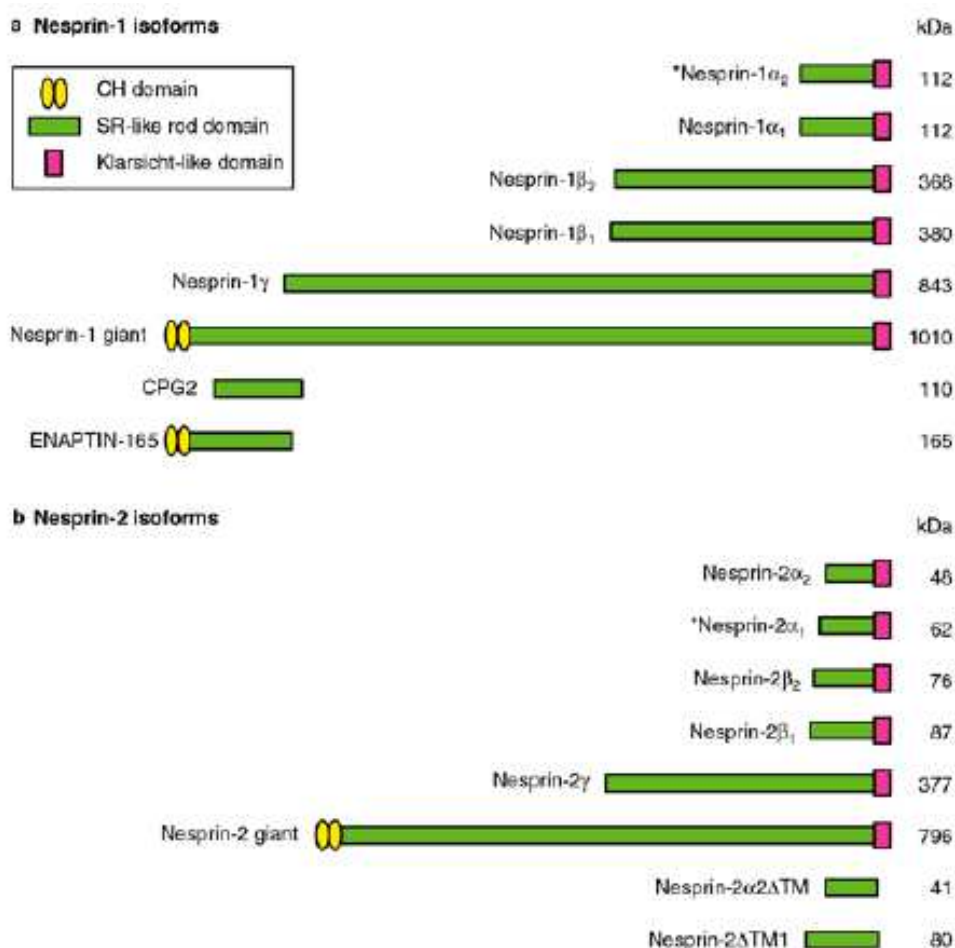 a Nesprin-1 isoforms kDa
CH domain
SR-like rod domain
Klarsicht-like domain
*Nesprin-1α₂ 112
Nesprin-1α₁ 112
Nesprin-1β₂ 368
Nesprin-1β₁ 380
Nesprin-1γ 843
Nesprin-1 giant 1010
CPG2 110
ENAPTIN-165 165
b Nesprin-2 isoforms kDa
Nesprin-2α₂ 48
*Nesprin-2α₁ 62
Nesprin-2β₂ 76
Nesprin-2β₁ 87
Nesprin-2γ 377
Nesprin-2 giant 796
Nesprin-2α2ΔTM 41
Nesprin-2ΔTM1 80